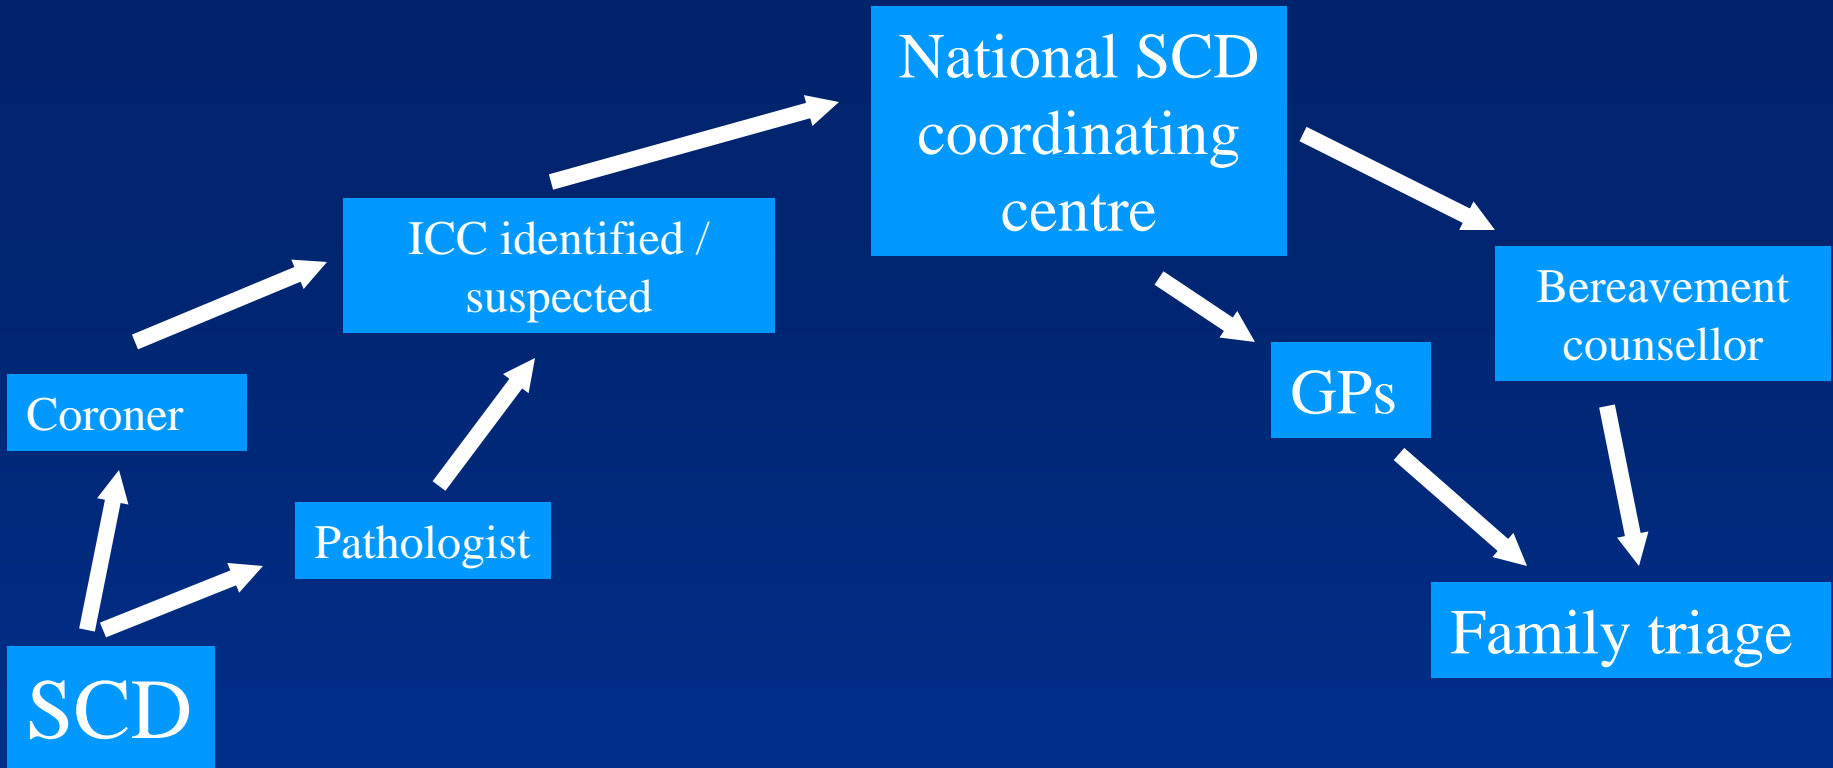 National SCD
coordinating
centre
ICC identified /
suspected
Bereavement
counsellor
GPs
Coroner
Pathologist
Family triage
SCD